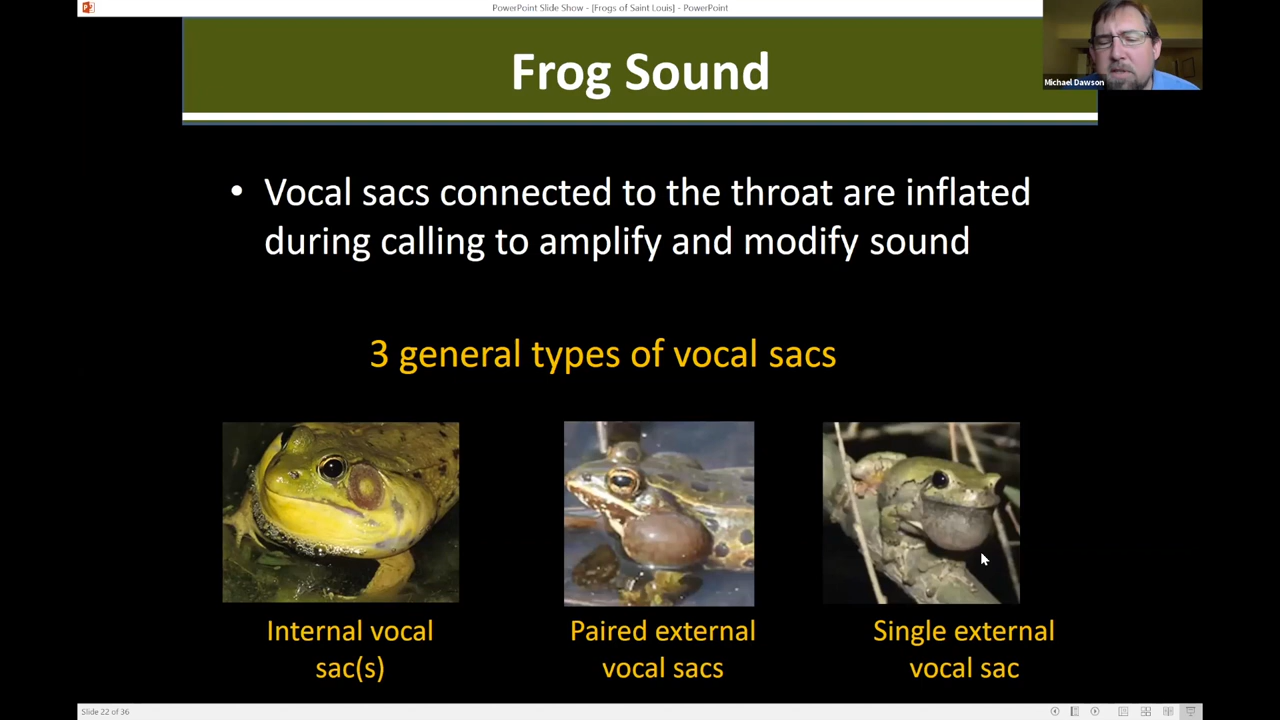 PowerPoint Slide Show - [Frogs of Saint Louis] - PowerPoint
Frog Sound
Michael Dawson
• Vocal sacs connected to the throat are inflated
during calling to amplify and modify sound
3 general types of vocal sacs
Internal vocal
sac(s)
Paired external
vocal sacs
Single external
vocal sac
Slide 22 of 36